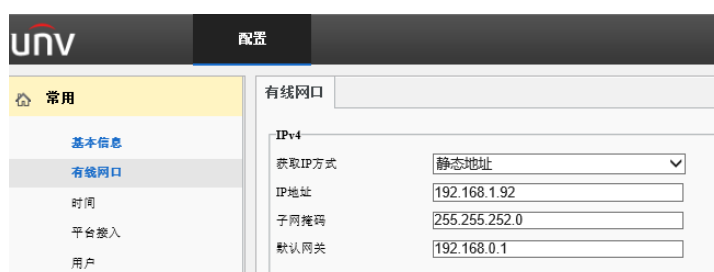 unv
配置
常用
基本信息
有线网口
时间
平台接入
用户
有线网口
IPv4
获取IP方式 静态地址
IP地址 192.168.1.92
子网掩码 255.255.252.0
默认网关 192.168.0.1